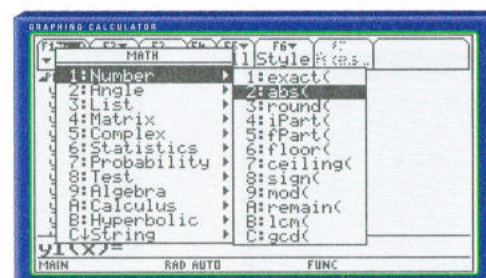 GRAPHING CALCULATOR
F6▼
MATH
ll Style
1:Number ▶
2:Angle ▶
3:List ▶
4:Matrix ▶
5:Complex ▶
6:Statistics ▶
7:Probability ▶
8:Test ▶
9:Algebra ▶
A:Calculus ▶
B:Hyperbolic ▶
C↓String ▶
1:exact(
2:abs(
3:round(
4:iPart(
5:fPart(
6:floor(
7:ceiling(
8:sign(
9:mod(
A:remain(
B:lcm(
C:gcd(
y1(x)=
MAIN RAD AUTO FUNC